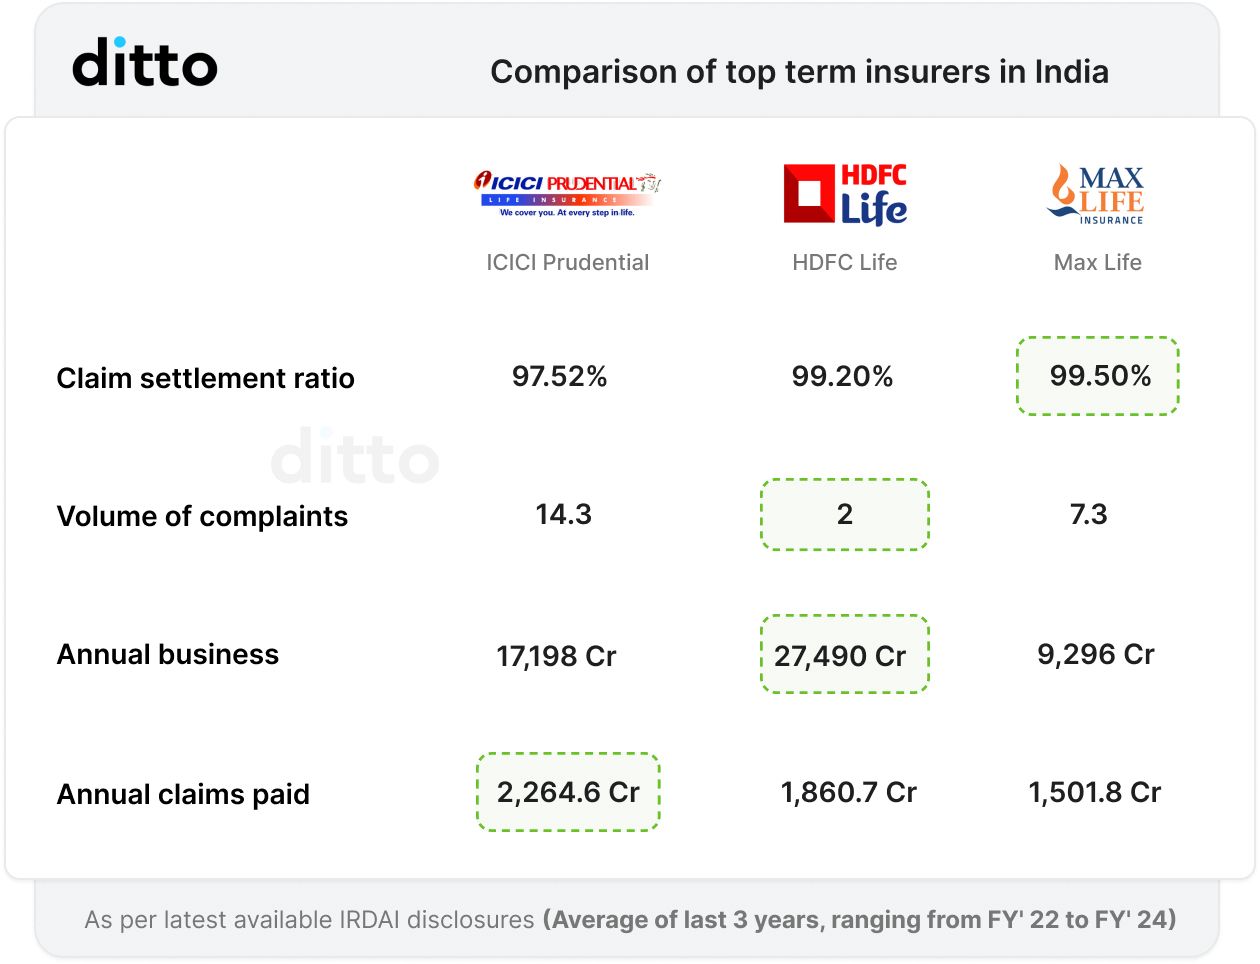 ditto
Comparison of top term insurers in India
ICICI PRUDENTIAL
LIFE INSURANCE
We cover you. At every step in life.
HDFC
Life
MAX
LIFE
INSURANCE
ICICI Prudential HDFC Life Max Life
Claim settlement ratio 97.52% 99.20% 99.50%
ditto
Volume of complaints 14.3 2 7.3
Annual business 17,198 Cr 27,490 Cr 9,296 Cr
Annual claims paid 2,264.6 Cr 1,860.7 Cr 1,501.8 Cr
As per latest available IRDAI disclosures (Average of last 3 years, ranging from FY' 22 to FY' 24)